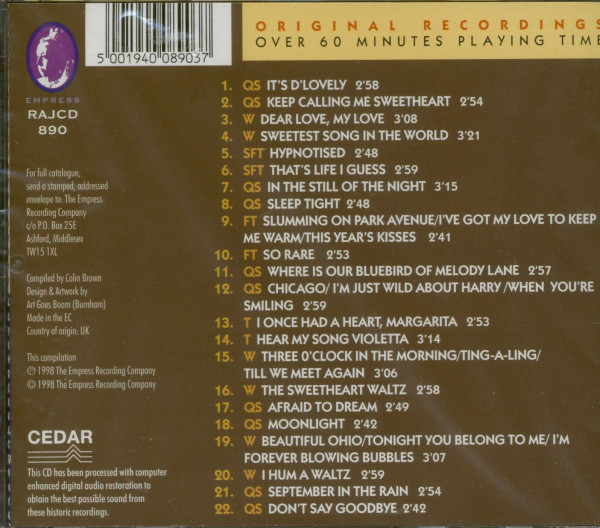 ORIGINAL RECORDINGS
OVER 60 MINUTES PLAYING TIME
5 001940 089037
EMPRESS
RAJCD
890
For full catalogue,
send a stamped, addressed
envelope to: The Empress
Recording Company
c/o P.O. Box 25E
Ashford, Middlesex
TW15 1XL
Compiled by Colin Brown
Design & Artwork by
Art Goes Boom (Burnham)
Made in the EC
Country of origin: UK
This compilation
℗ 1998 The Empress Recording Company
© 1998 The Empress Recording Company
CEDAR
This CD has been processed with computer
enhanced digital audio restoration to
obtain the best possible sound from
these historic recordings.
1. QS IT'S D'LOVELY 2'58
2. QS KEEP CALLING ME SWEETHEART 2'54
3. W DEAR LOVE, MY LOVE 3'08
4. W SWEETEST SONG IN THE WORLD 3'21
5. SFT HYPNOTISED 2'48
6. SFT THAT'S LIFE I GUESS 2'59
7. QS IN THE STILL OF THE NIGHT 3'15
8. QS SLEEP TIGHT 2'48
9. FT SLUMMING ON PARK AVENUE/I'VE GOT MY LOVE TO KEEP
ME WARM/THIS YEAR'S KISSES 2'41
10. FT SO RARE 2'53
11. QS WHERE IS OUR BLUEBIRD OF MELODY LANE 2'57
12. QS CHICAGO/ I'M JUST WILD ABOUT HARRY /WHEN YOU'RE
SMILING 2'59
13. T I ONCE HAD A HEART, MARGARITA 2'53
14. T HEAR MY SONG VIOLETTA 3'14
15. W THREE O'CLOCK IN THE MORNING/TING-A-LING/
TILL WE MEET AGAIN 3'06
16. W THE SWEETHEART WALTZ 2'58
17. QS AFRAID TO DREAM 2'49
18. QS MOONLIGHT 2'42
19. W BEAUTIFUL OHIO/TONIGHT YOU BELONG TO ME/ I'M
FOREVER BLOWING BUBBLES 3'07
20. W I HUM A WALTZ 2'59
21. QS SEPTEMBER IN THE RAIN 2'54
22. QS DON'T SAY GOODBYE 2'42